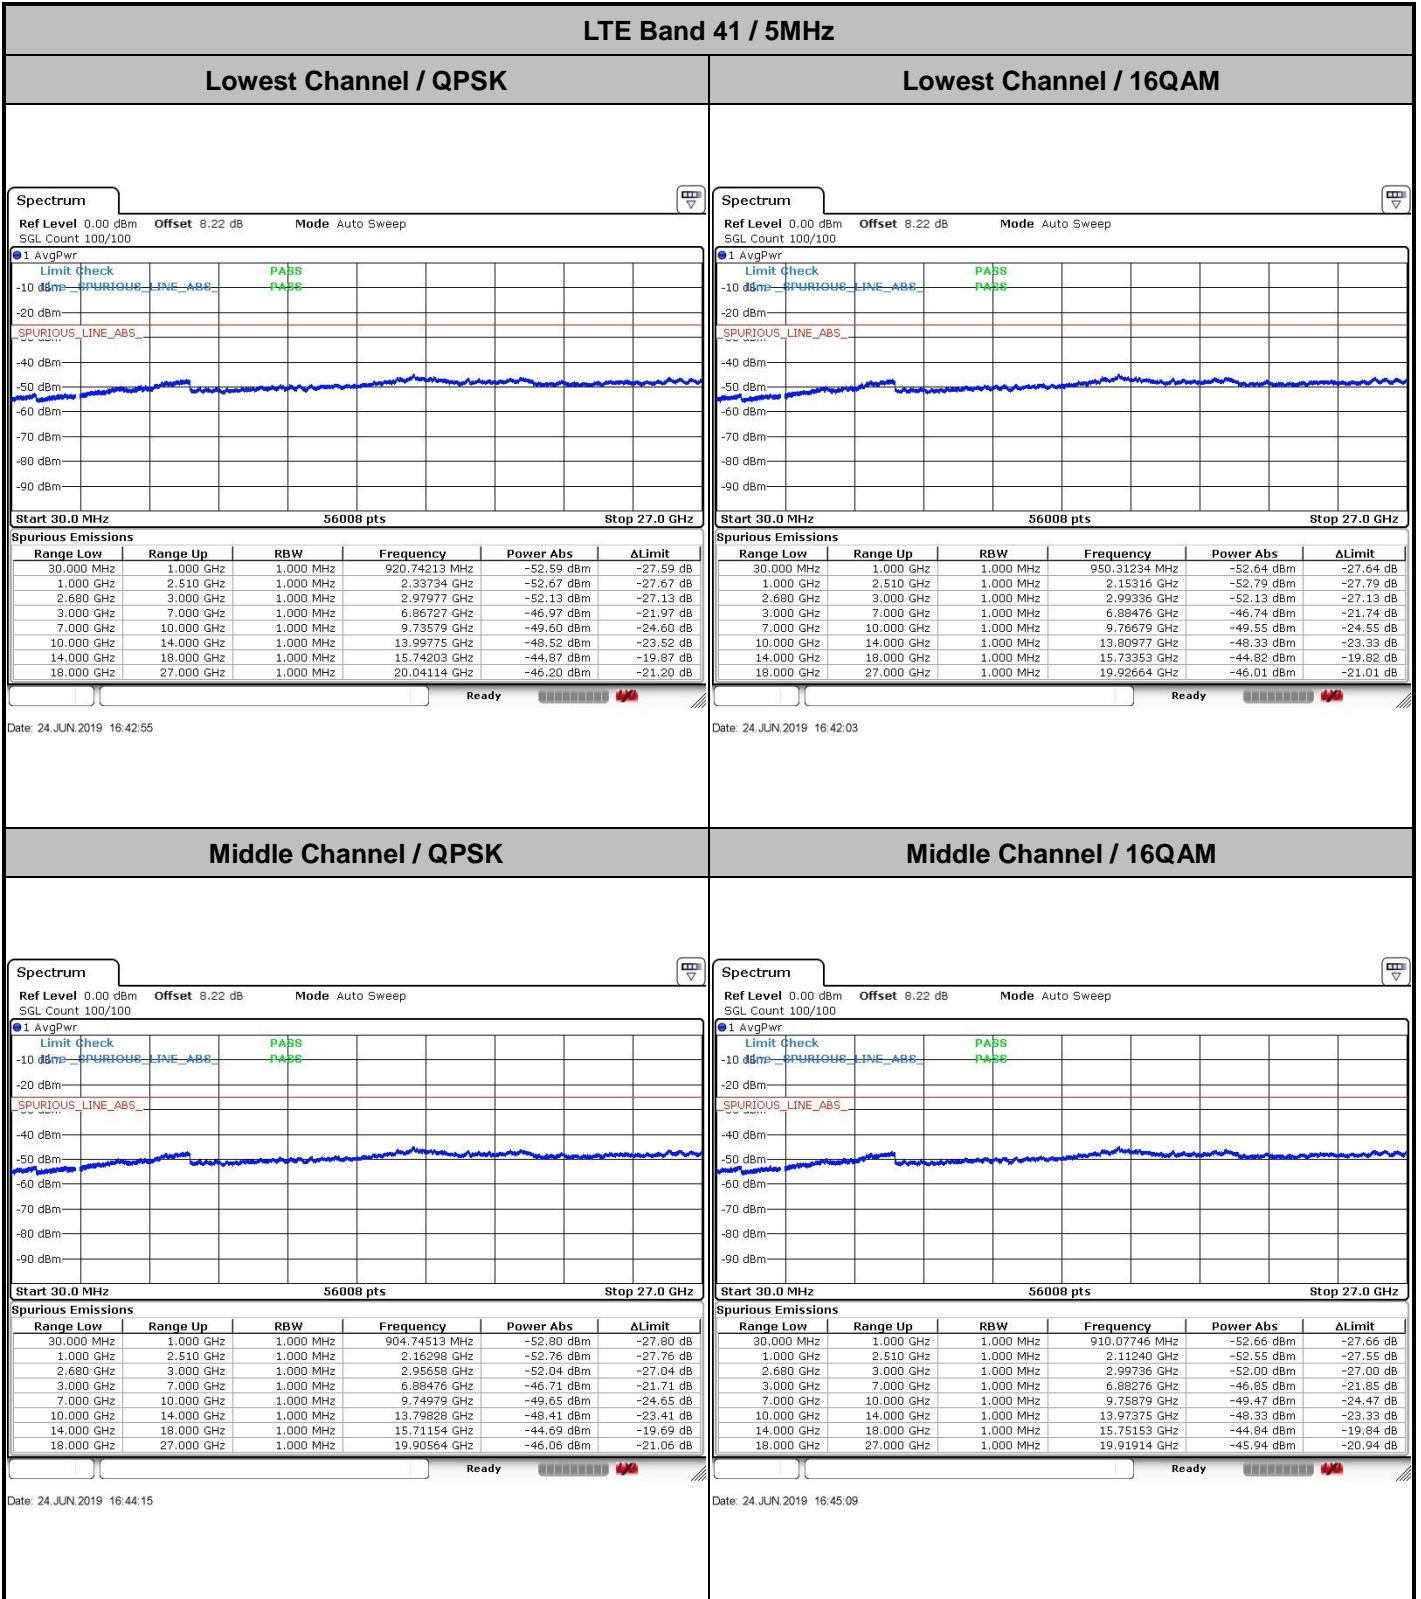 LTE Band 41 / 5MHz
Lowest Channel / QPSK
Lowest Channel / 16QAM
Spectrum
Ref Level 0.00 dBm Offset 8.22 dB Mode Auto Sweep
SGL Count 100/100
1 AvgPwr
Limit Check PASS
-10 dBm Line _SPURIOUS_LINE_ABS_ PASS
-20 dBm
_SPURIOUS_LINE_ABS_
-40 dBm
-50 dBm
-60 dBm
-70 dBm
-80 dBm
-90 dBm
Start 30.0 MHz 56008 pts Stop 27.0 GHz
Spurious Emissions
Range Low Range Up RBW Frequency Power Abs ΔLimit
30.000 MHz 1.000 GHz 1.000 MHz 920.74213 MHz -52.59 dBm -27.59 dB
1.000 GHz 2.510 GHz 1.000 MHz 2.33734 GHz -52.67 dBm -27.67 dB
2.680 GHz 3.000 GHz 1.000 MHz 2.97977 GHz -52.13 dBm -27.13 dB
3.000 GHz 7.000 GHz 1.000 MHz 6.86727 GHz -46.97 dBm -21.97 dB
7.000 GHz 10.000 GHz 1.000 MHz 9.73579 GHz -49.60 dBm -24.60 dB
10.000 GHz 14.000 GHz 1.000 MHz 13.99775 GHz -48.52 dBm -23.52 dB
14.000 GHz 18.000 GHz 1.000 MHz 15.74203 GHz -44.87 dBm -19.87 dB
18.000 GHz 27.000 GHz 1.000 MHz 20.04114 GHz -46.20 dBm -21.20 dB
Ready
Date: 24.JUN.2019 16:42:55
Spectrum
Ref Level 0.00 dBm Offset 8.22 dB Mode Auto Sweep
SGL Count 100/100
1 AvgPwr
Limit Check PASS
-10 dBm Line _SPURIOUS_LINE_ABS_ PASS
-20 dBm
_SPURIOUS_LINE_ABS_
-40 dBm
-50 dBm
-60 dBm
-70 dBm
-80 dBm
-90 dBm
Start 30.0 MHz 56008 pts Stop 27.0 GHz
Spurious Emissions
Range Low Range Up RBW Frequency Power Abs ΔLimit
30.000 MHz 1.000 GHz 1.000 MHz 950.31234 MHz -52.64 dBm -27.64 dB
1.000 GHz 2.510 GHz 1.000 MHz 2.15316 GHz -52.79 dBm -27.79 dB
2.680 GHz 3.000 GHz 1.000 MHz 2.99336 GHz -52.13 dBm -27.13 dB
3.000 GHz 7.000 GHz 1.000 MHz 6.88476 GHz -46.74 dBm -21.74 dB
7.000 GHz 10.000 GHz 1.000 MHz 9.76679 GHz -49.55 dBm -24.55 dB
10.000 GHz 14.000 GHz 1.000 MHz 13.80977 GHz -48.33 dBm -23.33 dB
14.000 GHz 18.000 GHz 1.000 MHz 15.73353 GHz -44.82 dBm -19.82 dB
18.000 GHz 27.000 GHz 1.000 MHz 19.92664 GHz -46.01 dBm -21.01 dB
Ready
Date: 24.JUN.2019 16:42:03
Middle Channel / QPSK
Middle Channel / 16QAM
Spectrum
Ref Level 0.00 dBm Offset 8.22 dB Mode Auto Sweep
SGL Count 100/100
1 AvgPwr
Limit Check PASS
-10 dBm Line _SPURIOUS_LINE_ABS_ PASS
-20 dBm
_SPURIOUS_LINE_ABS_
-40 dBm
-50 dBm
-60 dBm
-70 dBm
-80 dBm
-90 dBm
Start 30.0 MHz 56008 pts Stop 27.0 GHz
Spurious Emissions
Range Low Range Up RBW Frequency Power Abs ΔLimit
30.000 MHz 1.000 GHz 1.000 MHz 904.74513 MHz -52.80 dBm -27.80 dB
1.000 GHz 2.510 GHz 1.000 MHz 2.16298 GHz -52.76 dBm -27.76 dB
2.680 GHz 3.000 GHz 1.000 MHz 2.95658 GHz -52.04 dBm -27.04 dB
3.000 GHz 7.000 GHz 1.000 MHz 6.88476 GHz -46.71 dBm -21.71 dB
7.000 GHz 10.000 GHz 1.000 MHz 9.74979 GHz -49.65 dBm -24.65 dB
10.000 GHz 14.000 GHz 1.000 MHz 13.79828 GHz -48.41 dBm -23.41 dB
14.000 GHz 18.000 GHz 1.000 MHz 15.71154 GHz -44.69 dBm -19.69 dB
18.000 GHz 27.000 GHz 1.000 MHz 19.90564 GHz -46.06 dBm -21.06 dB
Ready
Date: 24.JUN.2019 16:44:15
Spectrum
Ref Level 0.00 dBm Offset 8.22 dB Mode Auto Sweep
SGL Count 100/100
1 AvgPwr
Limit Check PASS
-10 dBm Line _SPURIOUS_LINE_ABS_ PASS
-20 dBm
_SPURIOUS_LINE_ABS_
-40 dBm
-50 dBm
-60 dBm
-70 dBm
-80 dBm
-90 dBm
Start 30.0 MHz 56008 pts Stop 27.0 GHz
Spurious Emissions
Range Low Range Up RBW Frequency Power Abs ΔLimit
30.000 MHz 1.000 GHz 1.000 MHz 910.07746 MHz -52.66 dBm -27.66 dB
1.000 GHz 2.510 GHz 1.000 MHz 2.11240 GHz -52.55 dBm -27.55 dB
2.680 GHz 3.000 GHz 1.000 MHz 2.99736 GHz -52.00 dBm -27.00 dB
3.000 GHz 7.000 GHz 1.000 MHz 6.88276 GHz -46.85 dBm -21.85 dB
7.000 GHz 10.000 GHz 1.000 MHz 9.75879 GHz -49.47 dBm -24.47 dB
10.000 GHz 14.000 GHz 1.000 MHz 13.97375 GHz -48.33 dBm -23.33 dB
14.000 GHz 18.000 GHz 1.000 MHz 15.75153 GHz -44.84 dBm -19.84 dB
18.000 GHz 27.000 GHz 1.000 MHz 19.91914 GHz -45.94 dBm -20.94 dB
Ready
Date: 24.JUN.2019 16:45:09